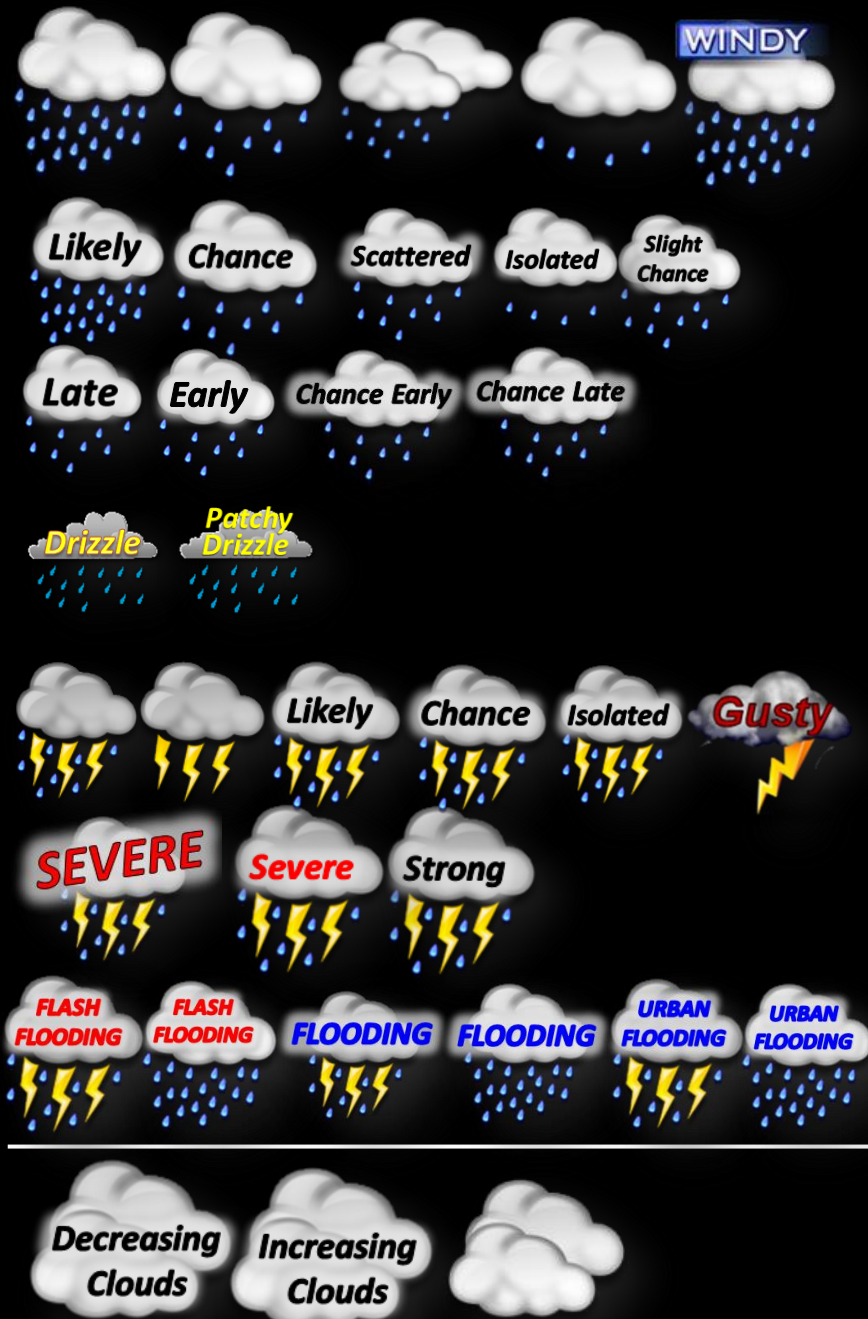 WINDY
Likely
Chance
Scattered
Isolated
Slight
Chance
Late
Early
Chance Early
Chance Late
Drizzle
Patchy
Drizzle
Likely
Chance
Isolated
Gusty
SEVERE
Severe
Strong
FLASH
FLOODING
FLASH
FLOODING
FLOODING
FLOODING
URBAN
FLOODING
URBAN
FLOODING
Decreasing
Clouds
Increasing
Clouds